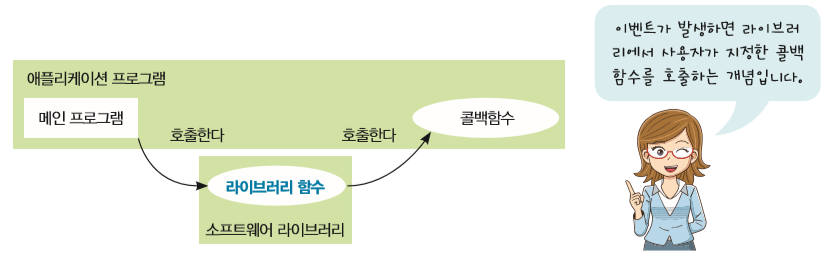 애플리케이션 프로그램
메인 프로그램
호출한다
호출한다
콜백함수
라이브러리 함수
소프트웨어 라이브러리
이벤트가 발생하면 라이브러
리에서 사용자가 지정한 콜백
함수를 호출하는 개념입니다.